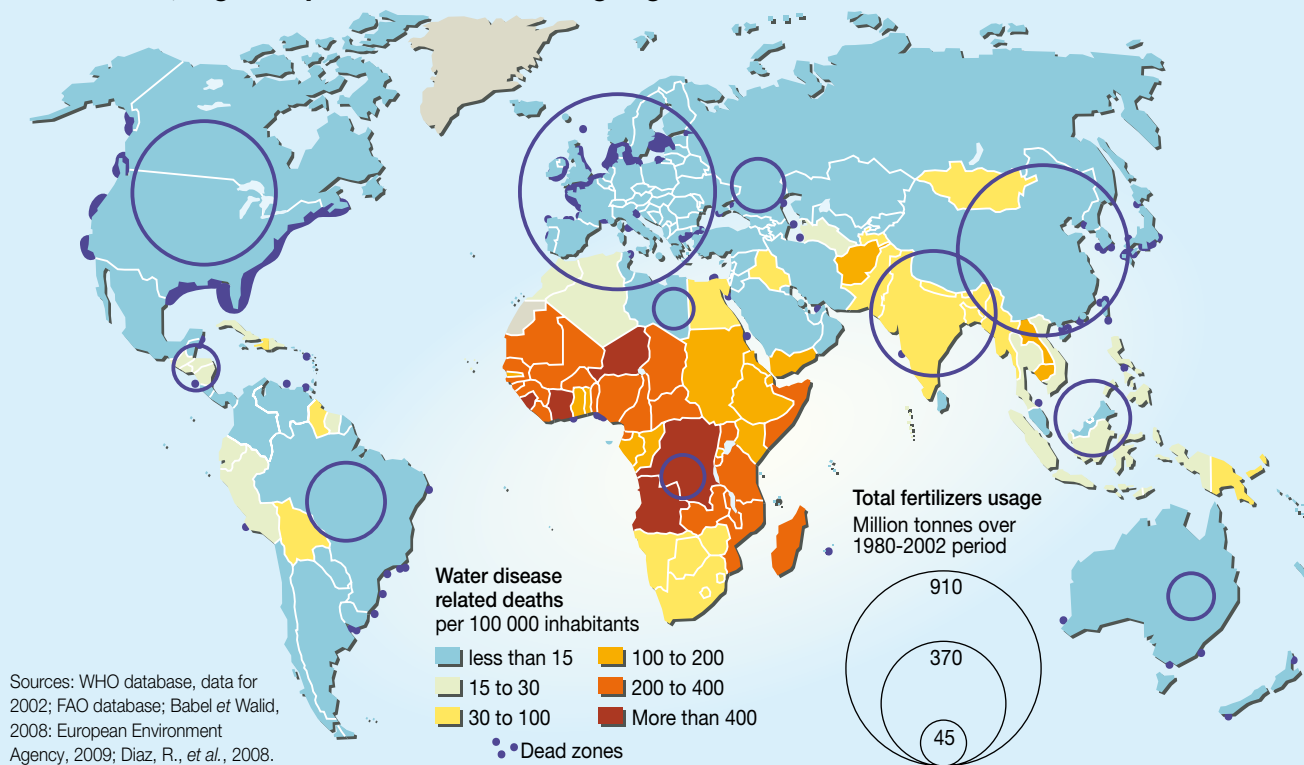 Total fertilizers usage
Million tonnes over
1980-2002 period
910
370
45
Water disease
related deaths
per 100 000 inhabitants
less than 15
100 to 200
15 to 30
200 to 400
30 to 100
More than 400
Dead zones
Sources: WHO database, data for
2002; FAO database; Babel et Walid,
2008: European Environment
Agency, 2009; Diaz, R., et al., 2008.